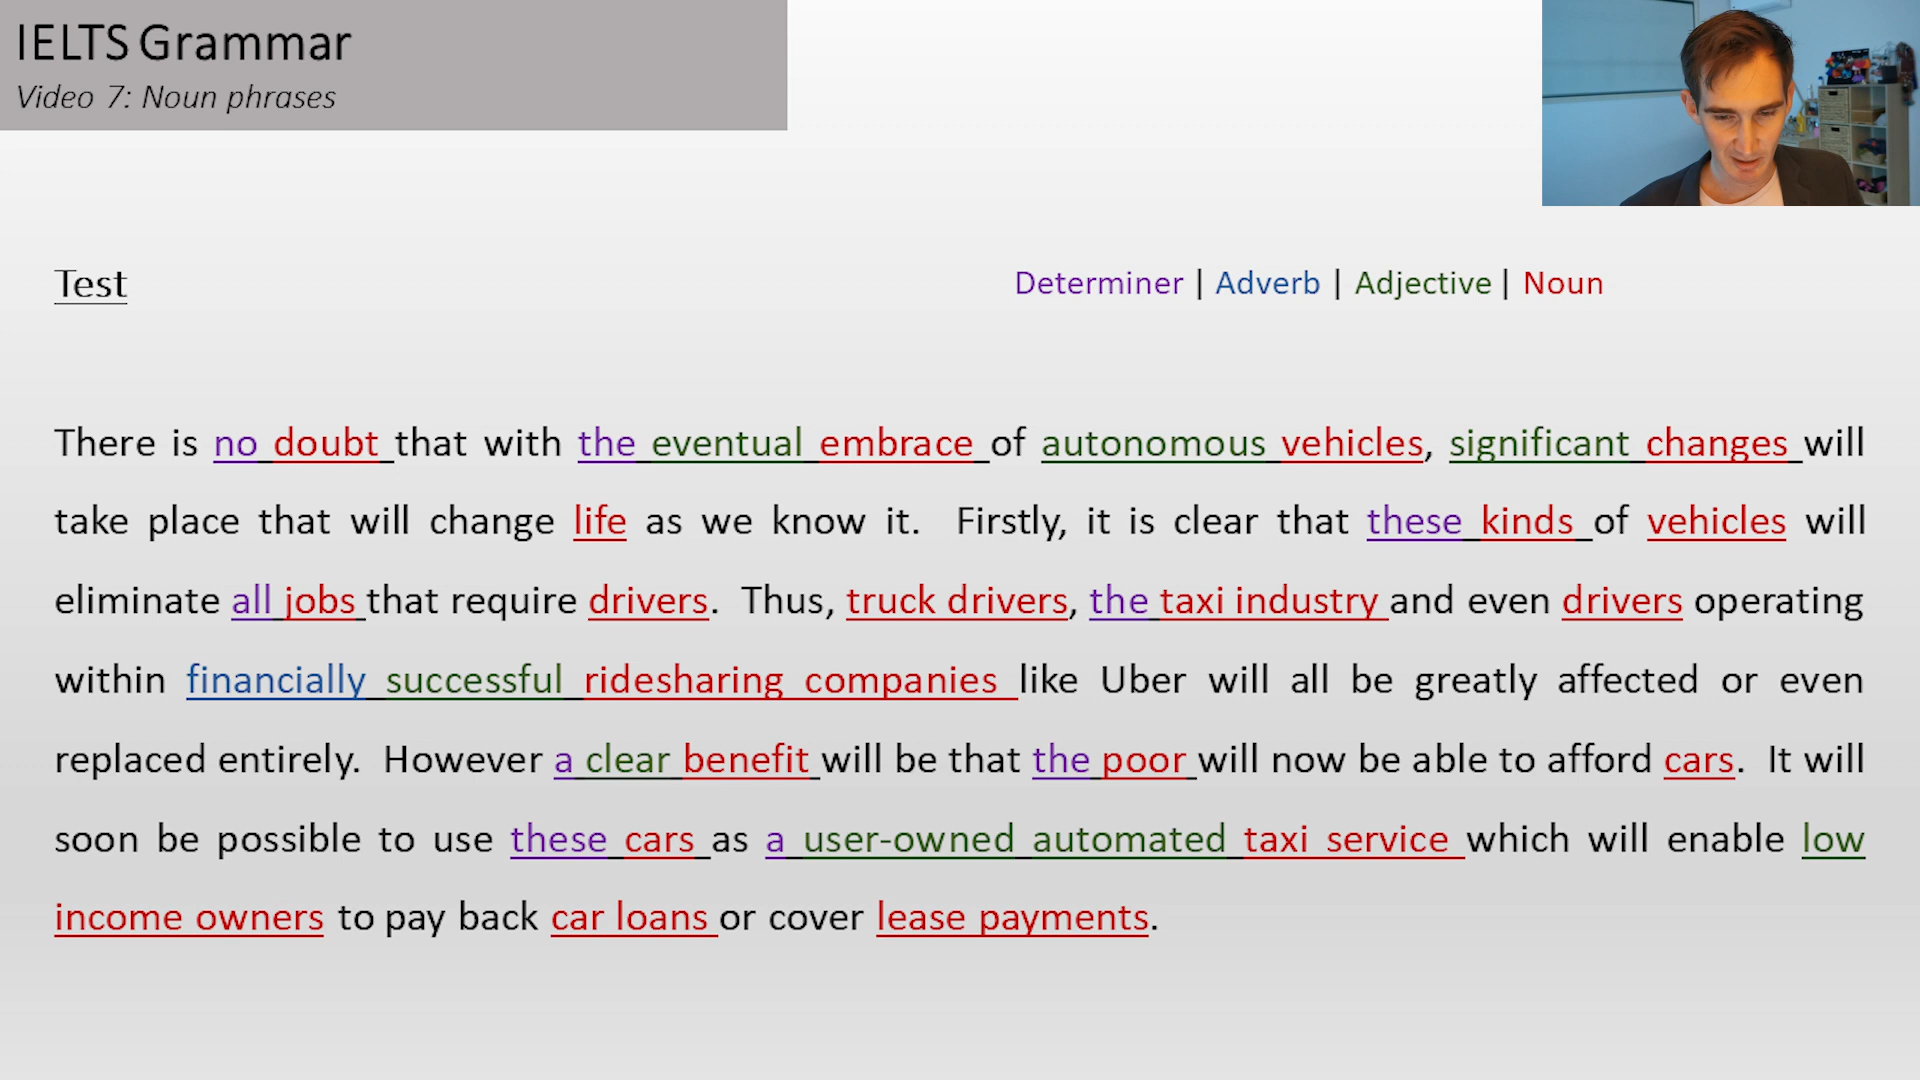 IELTS Grammar
Video 7: Noun phrases
Test
Determiner | Adverb | Adjective | Noun
There is no doubt that with the eventual embrace of autonomous vehicles, significant changes will
take place that will change life as we know it. Firstly, it is clear that these kinds of vehicles will
eliminate all jobs that require drivers. Thus, truck drivers, the taxi industry and even drivers operating
within financially successful ridesharing companies like Uber will all be greatly affected or even
replaced entirely. However a clear benefit will be that the poor will now be able to afford cars. It will
soon be possible to use these cars as a user-owned automated taxi service which will enable low
income owners to pay back car loans or cover lease payments.